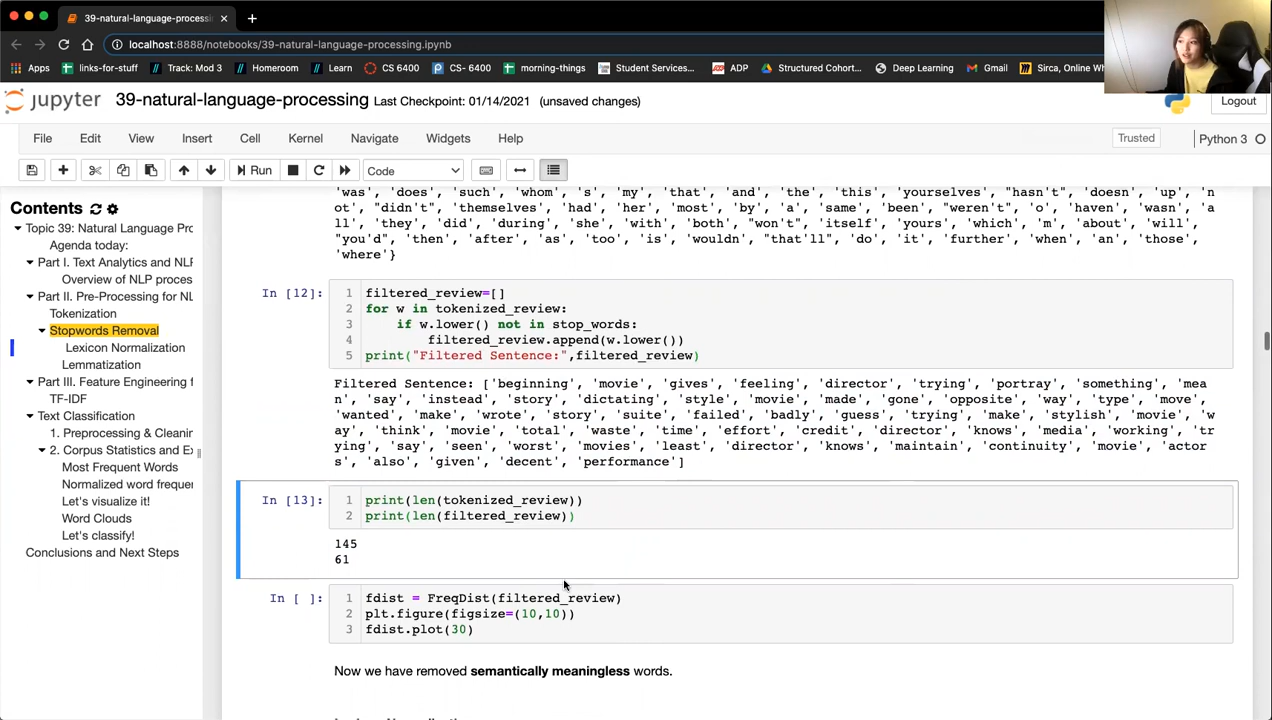 39-natural-language-processi
localhost:8888/notebooks/39-natural-language-processing.ipynb
Apps links-for-stuff Track: Mod 3 Homeroom Learn CS 6400 CS- 6400 morning-things Student Services... ADP Structured Cohort... Deep Learning Gmail Sirca, Online Wh
jupyter 39-natural-language-processing Last Checkpoint: 01/14/2021 (unsaved changes) Logout
File Edit View Insert Cell Kernel Navigate Widgets Help Trusted Python 3
Run Code
Contents
Topic 39: Natural Language Pro
Agenda today:
Part I. Text Analytics and NLP
Overview of NLP proces
Part II. Pre-Processing for NL
Tokenization
Stopwords Removal
Lexicon Normalization
Lemmatization
Part III. Feature Engineering f
TF-IDF
Text Classification
1. Preprocessing & Cleanin
2. Corpus Statistics and Ex
Most Frequent Words
Normalized word frequer
Let's visualize it!
Word Clouds
Let's classify!
Conclusions and Next Steps
'was', 'does', 'such', 'whom', 's', 'my', 'that', 'and', 'the', 'this', 'yourselves', "hasn't", 'doesn', 'up', 'n
ot', "didn't", 'themselves', 'had', 'her', 'most', 'by', 'a', 'same', 'been', "weren't", 'o', 'haven', 'wasn', 'a
ll', 'they', 'did', 'during', 'she', 'with', 'both', "won't", 'itself', 'yours', 'which', 'm', 'about', 'will',
"you'd", 'then', 'after', 'as', 'too', 'is', 'wouldn', "that'll", 'do', 'it', 'further', 'when', 'an', 'those',
'where'}
In [12]:
1 filtered_review=[]
2 for w in tokenized_review:
3 if w.lower() not in stop_words:
4 filtered_review.append(w.lower())
5 print("Filtered Sentence:",filtered_review)
Filtered Sentence: ['beginning', 'movie', 'gives', 'feeling', 'director', 'trying', 'portray', 'something', 'mea
n', 'say', 'instead', 'story', 'dictating', 'style', 'movie', 'made', 'gone', 'opposite', 'way', 'type', 'move',
'wanted', 'make', 'wrote', 'story', 'suite', 'failed', 'badly', 'guess', 'trying', 'make', 'stylish', 'movie', 'w
ay', 'think', 'movie', 'total', 'waste', 'time', 'effort', 'credit', 'director', 'knows', 'media', 'working', 'tr
ying', 'say', 'seen', 'worst', 'movies', 'least', 'director', 'knows', 'maintain', 'continuity', 'movie', 'actor
s', 'also', 'given', 'decent', 'performance']
In [13]:
1 print(len(tokenized_review))
2 print(len(filtered_review))
145
61
In [ ]:
1 fdist = FreqDist(filtered_review)
2 plt.figure(figsize=(10,10))
3 fdist.plot(30)
Now we have removed semantically meaningless words.